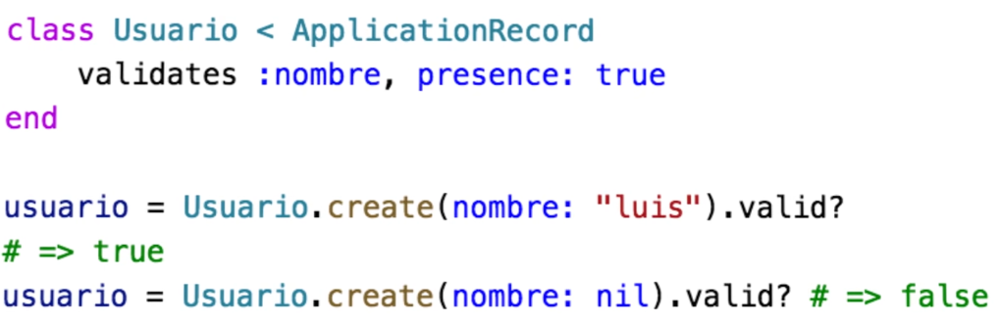 class Usuario < ApplicationRecord
    validates :nombre, presence: true
end

usuario = Usuario.create(nombre: "luis").valid?
# => true
usuario = Usuario.create(nombre: nil).valid? # => false